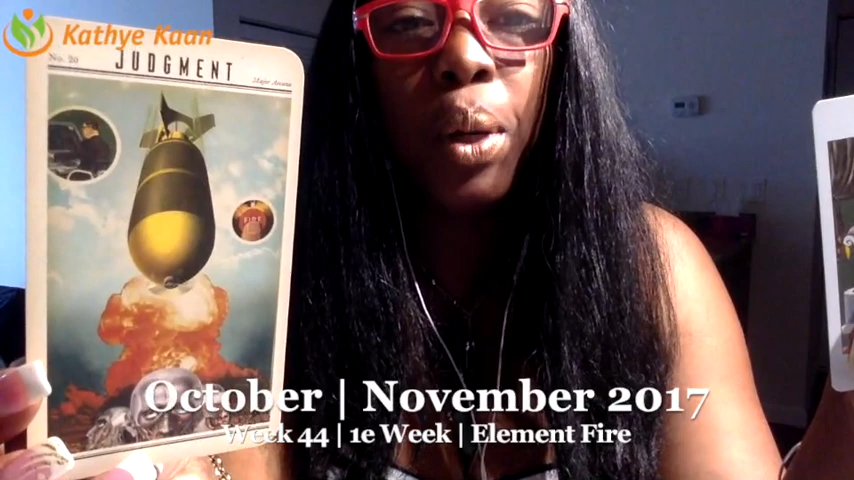 Kathye Kaan
No. 20
JUDGMENT
Major Arcana
FIRE
October | November 2017
Week 44 | 1e Week | Element Fire